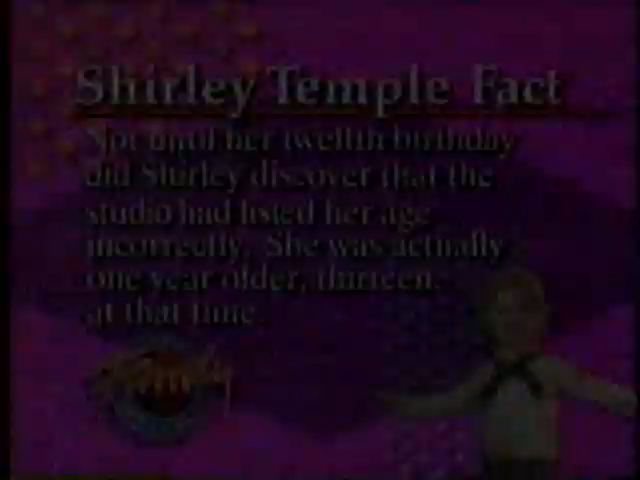 Shirley Temple Fact
Not until her twelfth birthday
did Shirley discover that the
studio had listed her age
incorrectly. She was actually
one year older, thirteen,
at that time.
Family